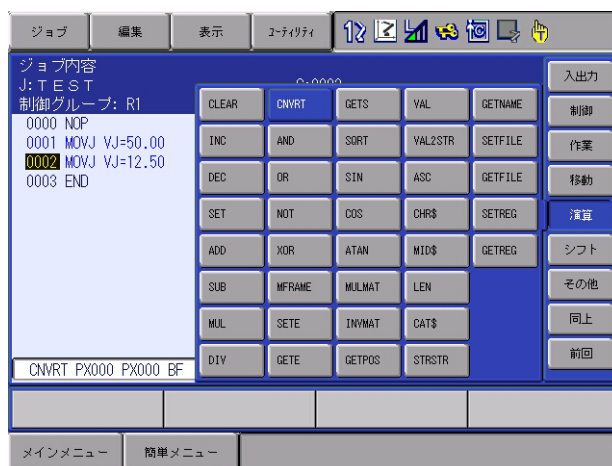 ジョブ 編集 表示 ユーティリティ
ジョブ内容
J:TEST
制御グループ: R1
0000 NOP
0001 MOVJ VJ=50.00
0002 MOVJ VJ=12.50
0003 END
CLEAR CNVRT GETS VAL GETNAME
INC AND SQRT VAL2STR SETFILE
DEC OR SIN ASC GETFILE
SET NOT COS CHR$ SETREG
ADD XOR ATAN MID$ GETREG
SUB MFRAME MULMAT LEN
MUL SETE INVMAT CAT$
DIV GETE GETPOS STRSTR
入出力
制御
作業
移動
演算
シフト
その他
同上
前回
CNVRT PX000 PX000 BF
メインメニュー 簡単メニュー